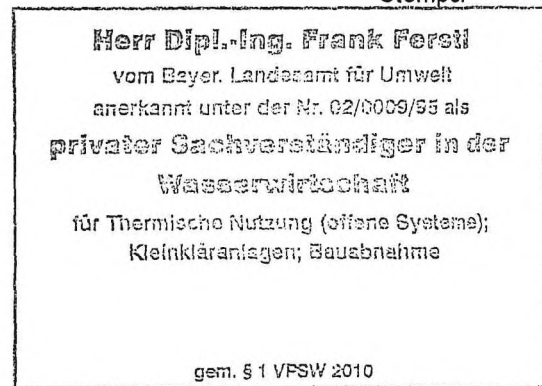 Stempel
Herr Dipl.-Ing. Frank Ferstl
vom Bayer. Landesamt für Umwelt
anerkannt unter der Nr. 02/0009/95 als
privater Sachverständiger in der
Wasserwirtschaft
für Thermische Nutzung (offene Systeme);
Kleinkläranlagen; Bauabnahme
gem. § 1 VPSW 2010